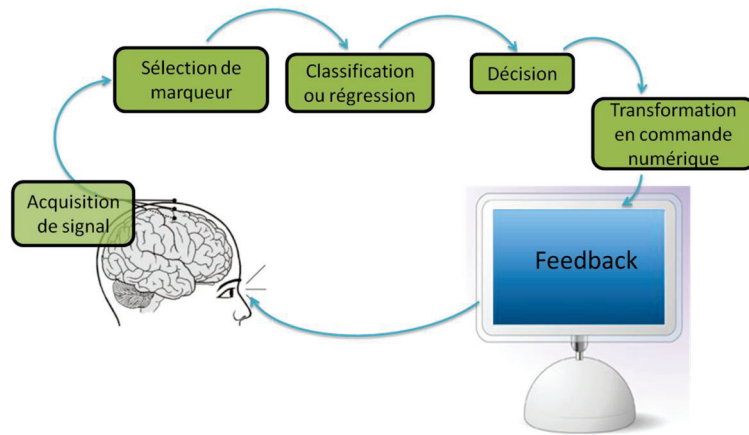 Sélection de
marqueur
Classification
ou régression
Décision
Transformation
en commande
numérique
Acquisition
de signal
Feedback